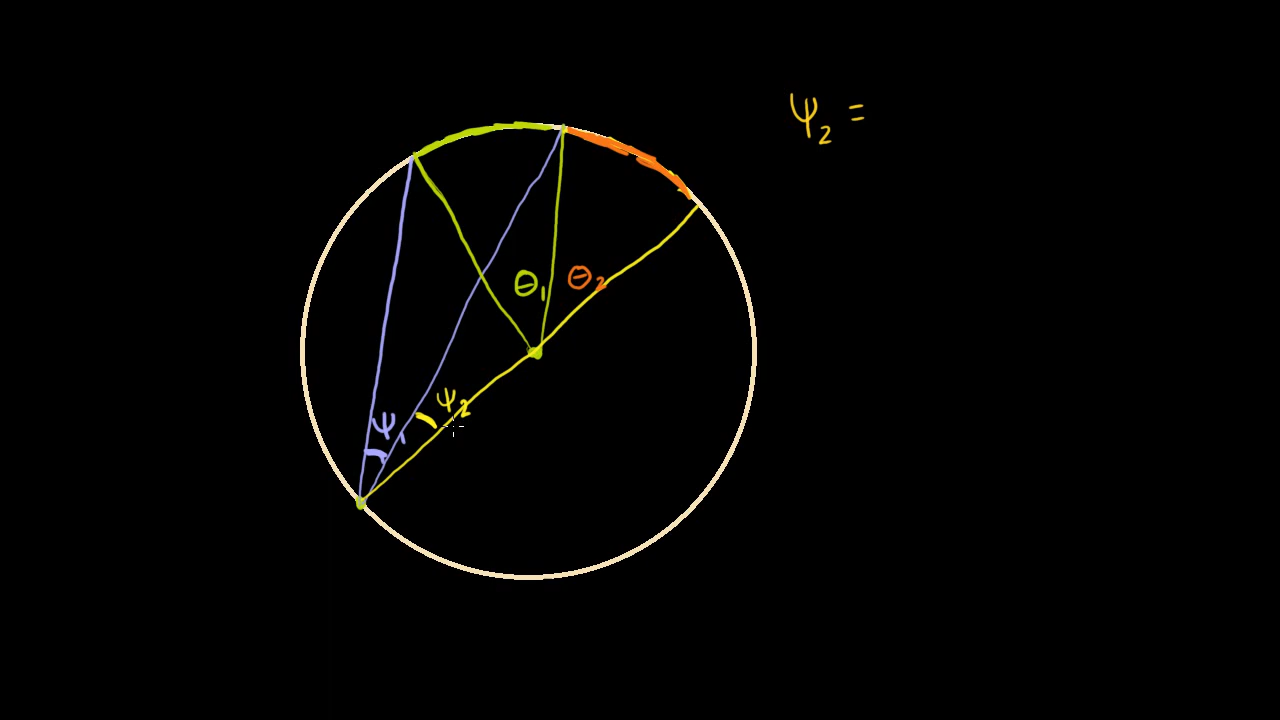 ψ₂ =
θ₁ θ₂
ψ₂
ψ₁